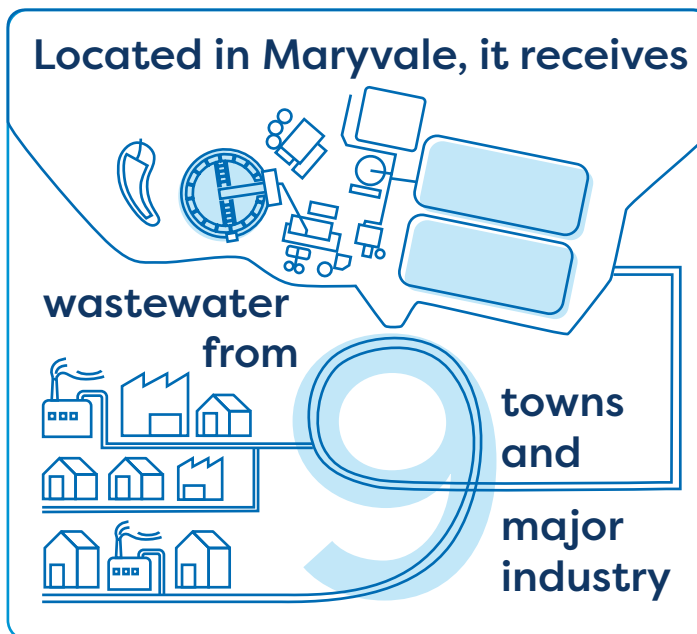 Located in Maryvale, it receives
wastewater
from
9
towns
and
major
industry